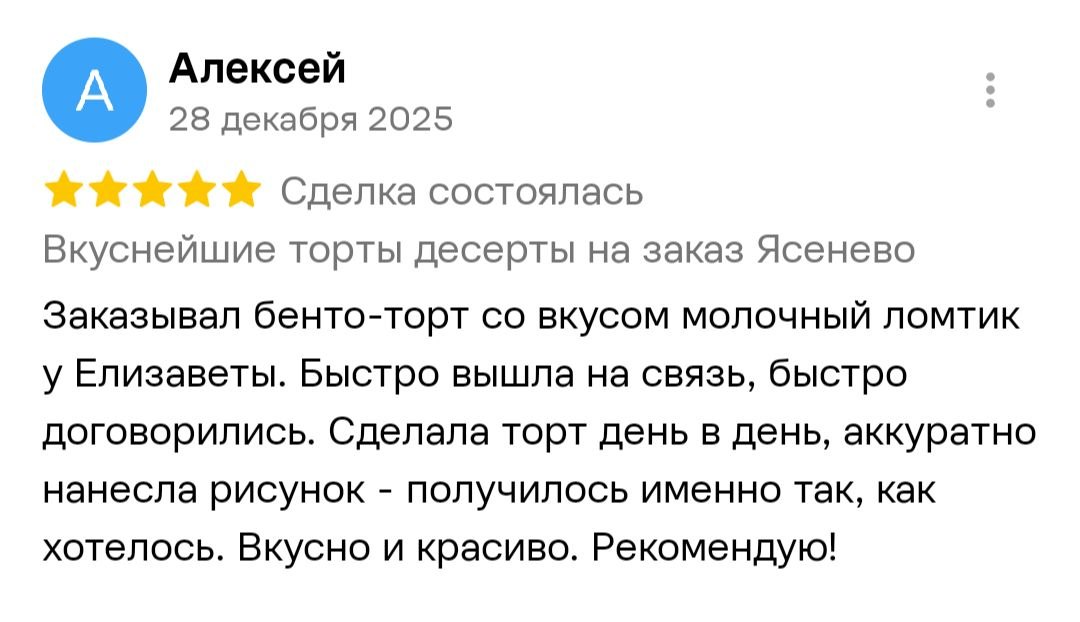 А
Алексей
28 декабря 2025
Сделка состоялась
Вкуснейшие торты десерты на заказ Ясенево
Заказывал бенто-торт со вкусом молочный ломтик
у Елизаветы. Быстро вышла на связь, быстро
договорились. Сделала торт день в день, аккуратно
нанесла рисунок - получилось именно так, как
хотелось. Вкусно и красиво. Рекомендую!